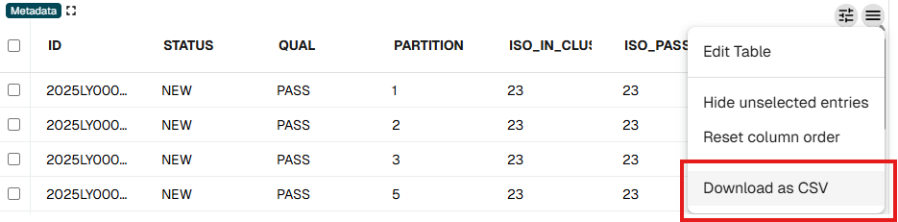 Metadata
ID STATUS QUAL PARTITION ISO_IN_CLUS ISO_PASS
Edit Table
2025LY000... NEW PASS 1 23 23
Hide unselected entries
2025LY000... NEW PASS 2 23 23
Reset column order
2025LY000... NEW PASS 3 23 23
Download as CSV
2025LY000... NEW PASS 5 23 23